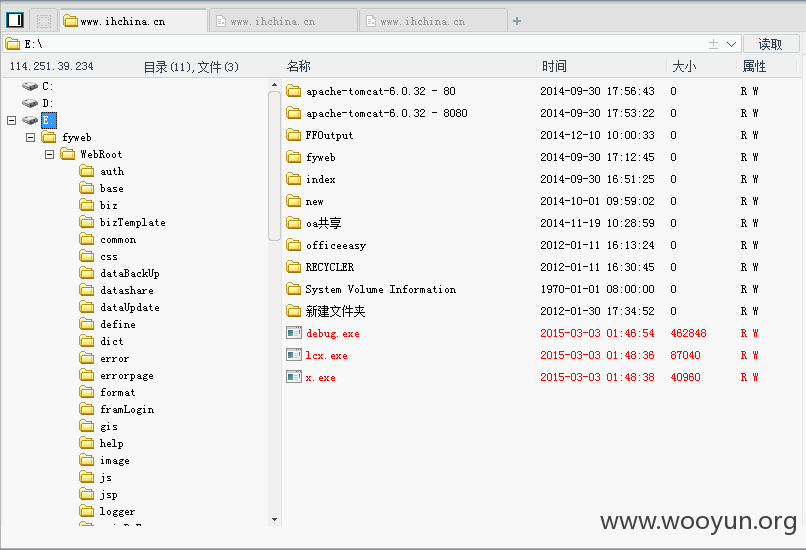 www.ihchina.cn www.ihchina.cn www.ihchina.cn +
E:\ 读取
114.251.39.234 目录(11),文件(3) 名称 时间 大小 属性
C:
D:
E:
fyweb
WebRoot
auth
base
biz
bizTemplate
common
css
dataBackUp
datashare
dataUpdate
define
dict
error
errorpage
format
framLogin
gis
help
image
js
jsp
logger
apache-tomcat-6.0.32 - 80 2014-09-30 17:56:43 0 R W
apache-tomcat-6.0.32 - 8080 2014-09-30 17:53:22 0 R W
FFOutput 2014-12-10 10:00:33 0 R W
fyweb 2014-09-30 17:12:45 0 R W
index 2014-09-30 16:51:25 0 R W
new 2014-10-01 09:59:02 0 R W
oa共享 2014-11-19 10:28:59 0 R W
officeeasy 2012-01-11 16:13:24 0 R W
RECYCLER 2012-01-11 16:30:45 0 R W
System Volume Information 1970-01-01 08:00:00 0 R W
新建文件夹 2012-01-30 17:34:52 0 R W
debug.exe 2015-03-03 01:46:54 462848 R W
lcx.exe 2015-03-03 01:48:36 87040 R W
x.exe 2015-03-03 01:48:38 40960 R W
www.wooyun.org